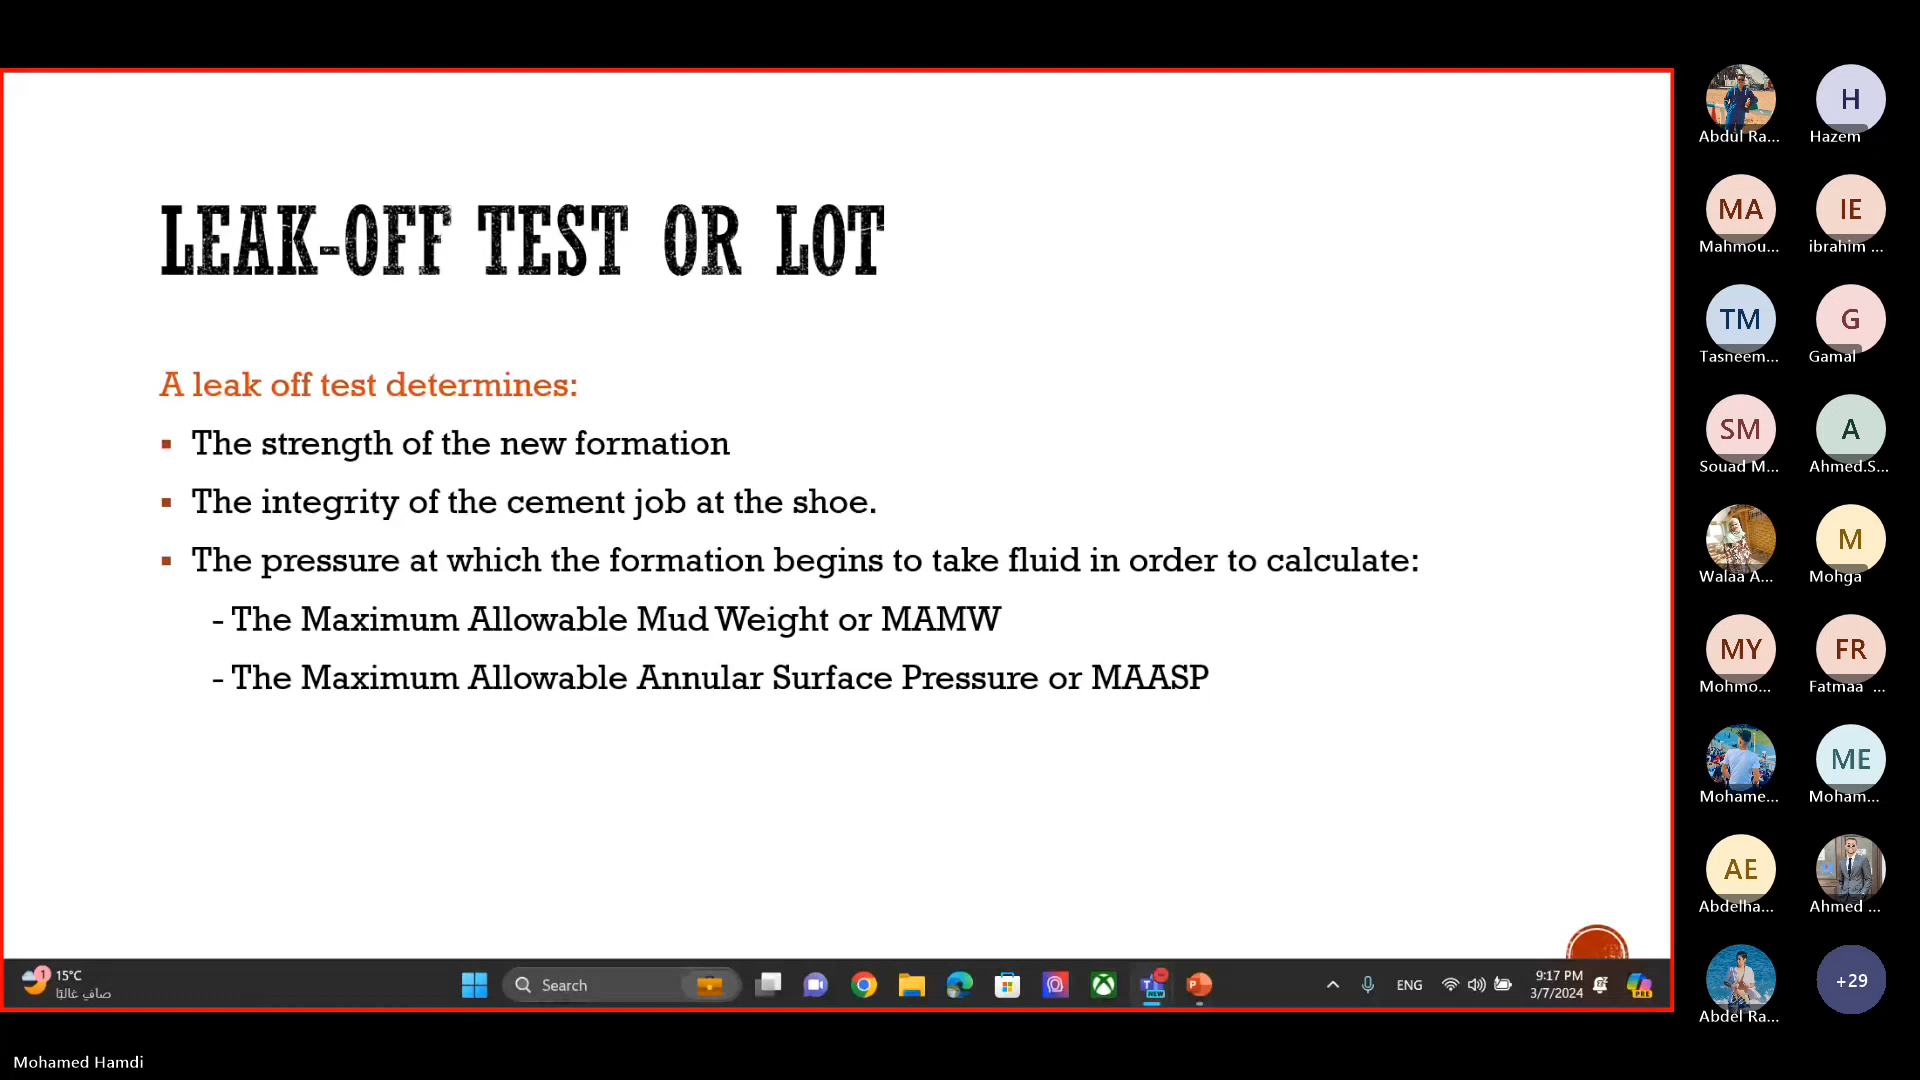 LEAK-OFF TEST OR LOT
A leak off test determines:
▪ The strength of the new formation
▪ The integrity of the cement job at the shoe.
▪ The pressure at which the formation begins to take fluid in order to calculate:
- The Maximum Allowable Mud Weight or MAMW
- The Maximum Allowable Annular Surface Pressure or MAASP
1
15°C
صافٍ غالبًا
Search
NEW
ENG
9:17 PM
3/7/2024
PRE
Mohamed Hamdi
Abdul Ra...
H
Hazem
MA
Mahmou...
IE
ibrahim ...
TM
Tasneem...
G
Gamal
SM
Souad M...
A
Ahmed.S...
Walaa A...
M
Mohga
MY
Mohmo...
FR
Fatmaa ...
Mohame...
ME
Moham...
AE
Abdelha...
Ahmed ...
Abdel Ra...
+29